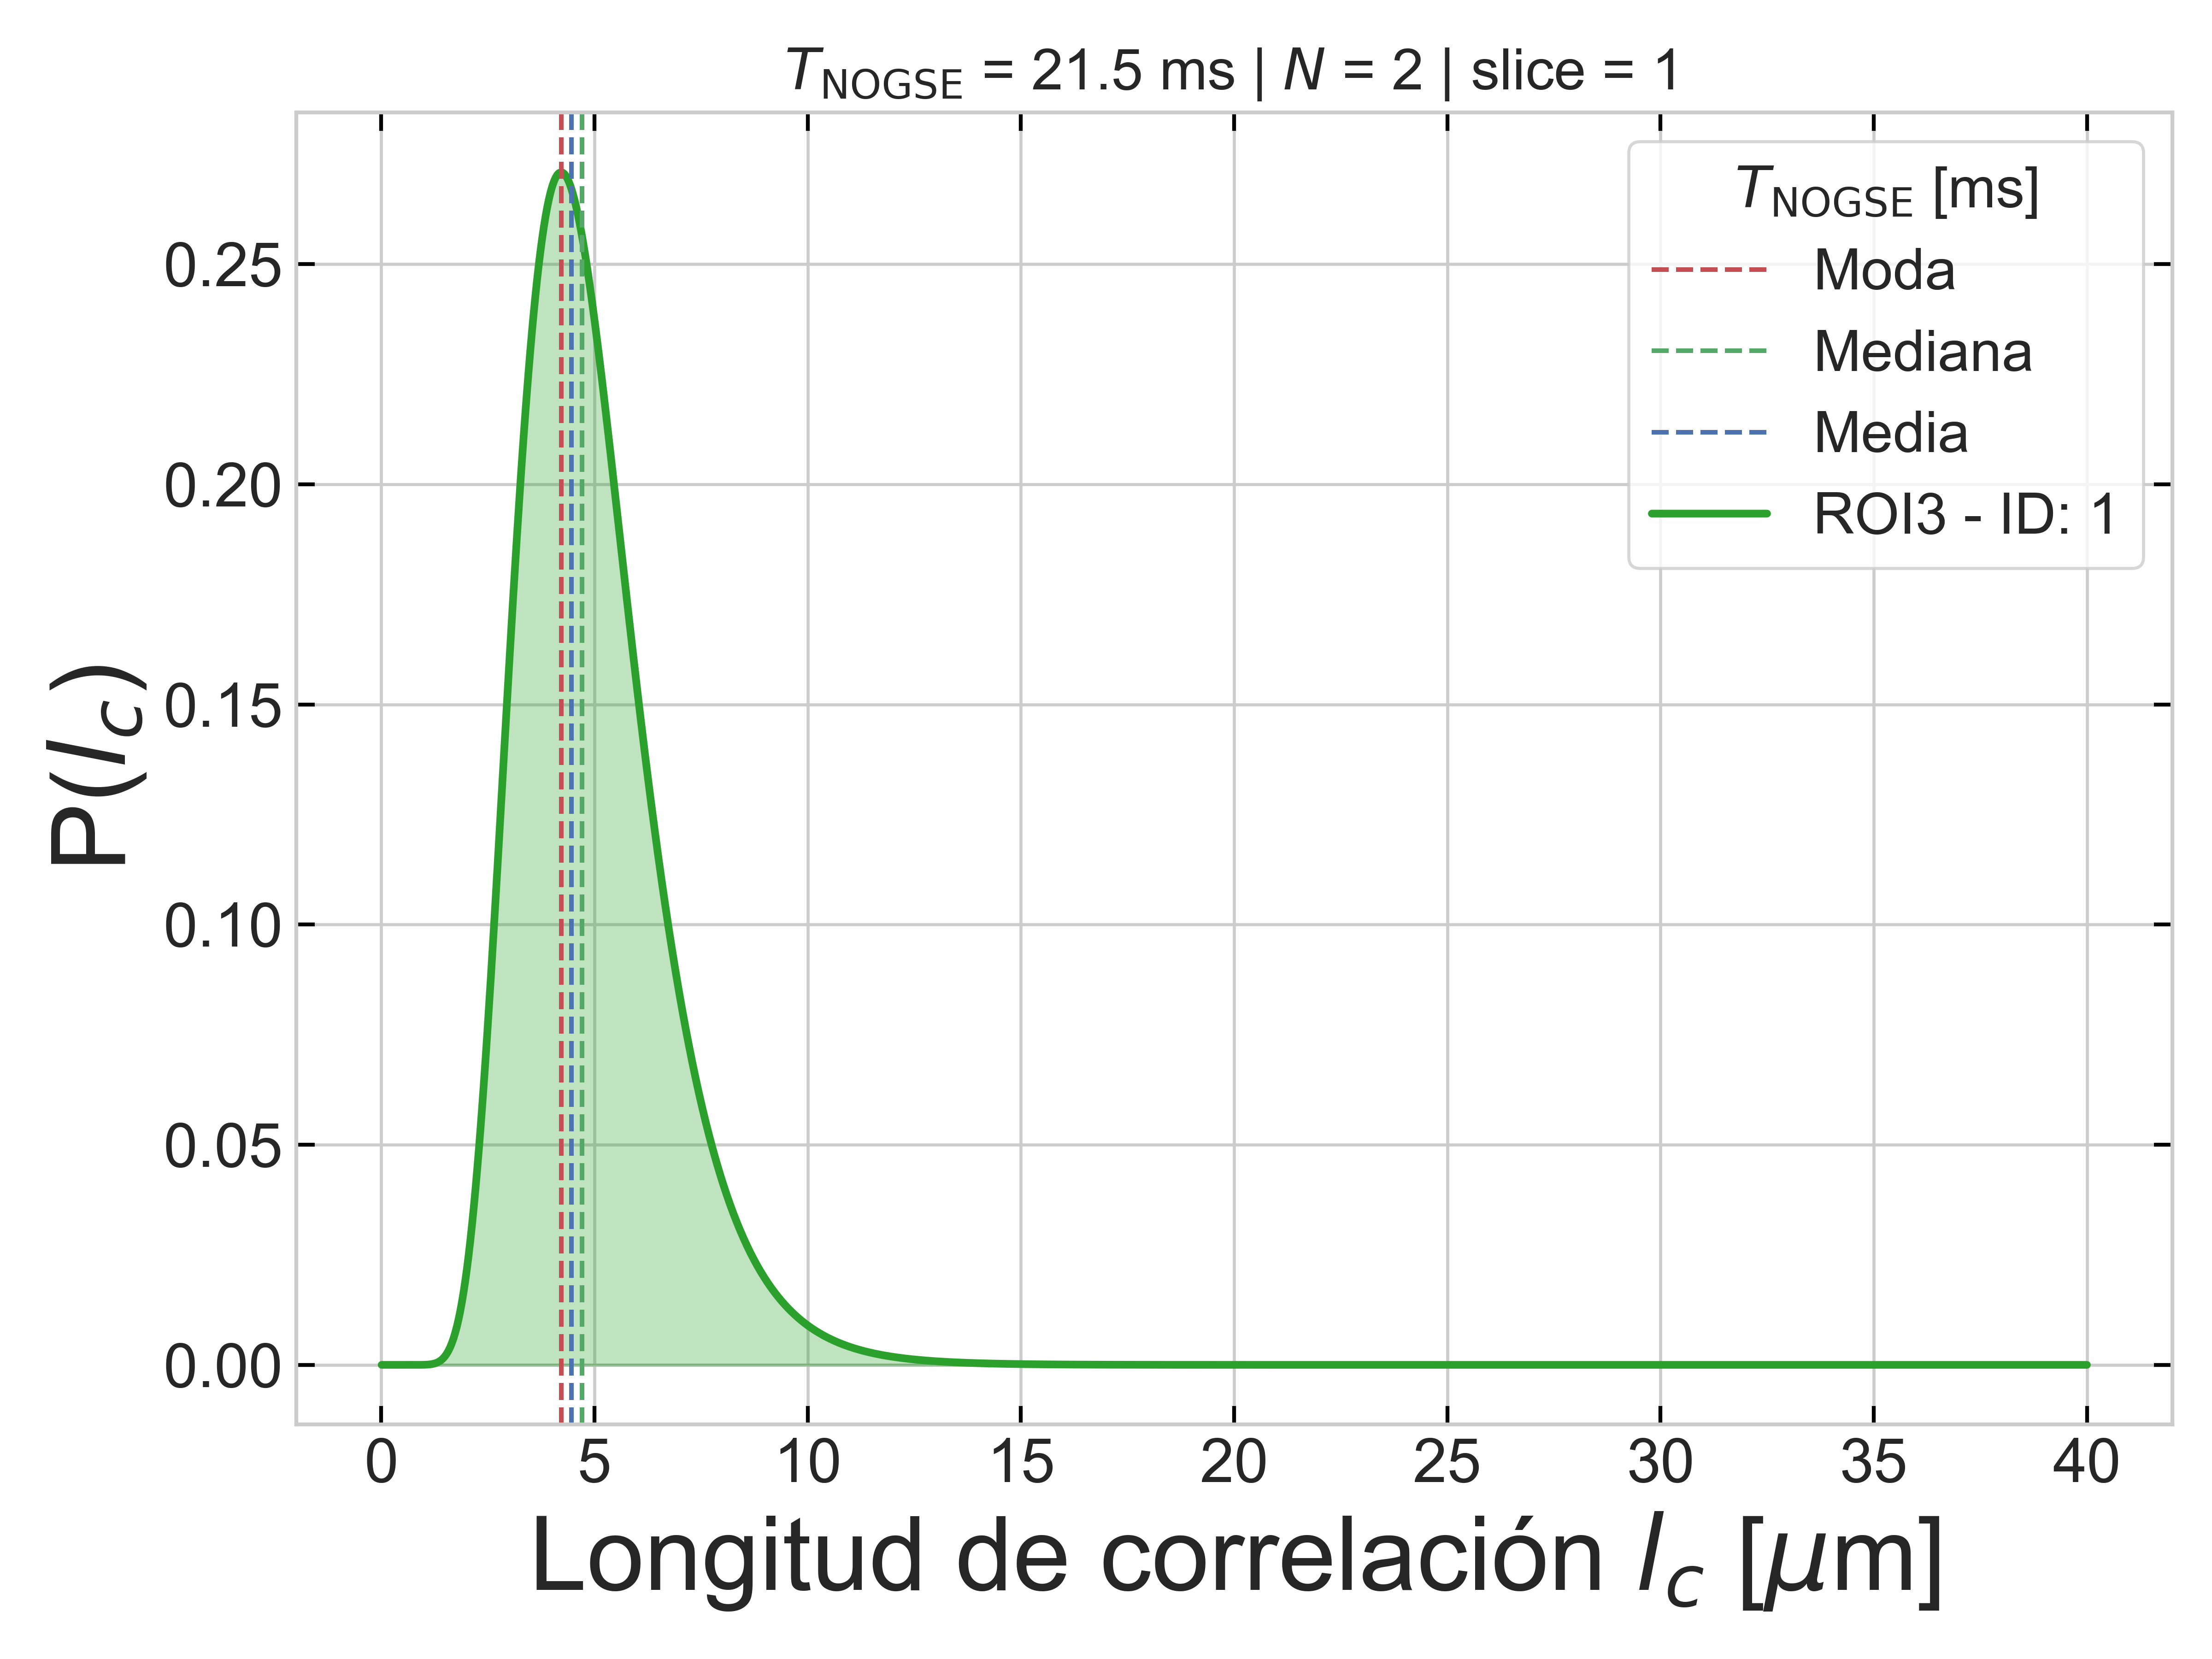 T_NOGSE = 21.5 ms | N = 2 | slice = 1
T_NOGSE [ms]
Moda
Mediana
Media
ROI3 - ID: 1
P(l_c)
0.25
0.20
0.15
0.10
0.05
0.00
0 5 10 15 20 25 30 35 40
Longitud de correlación l_c [μm]